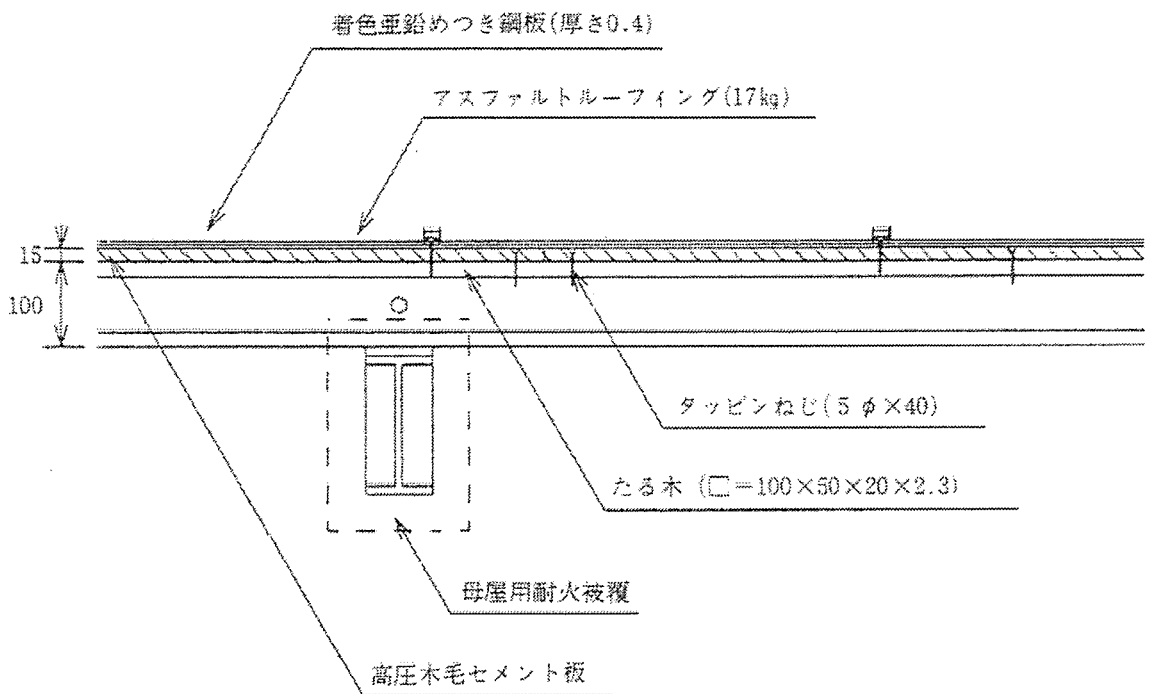 着色亜鉛めつき鋼板(厚さ0.4)
アスファルトルーフィング(17kg)
15
100
タッピンねじ(5φ×40)
たる木 (□=100×50×20×2.3)
母屋用耐火被覆
高圧木毛セメント板